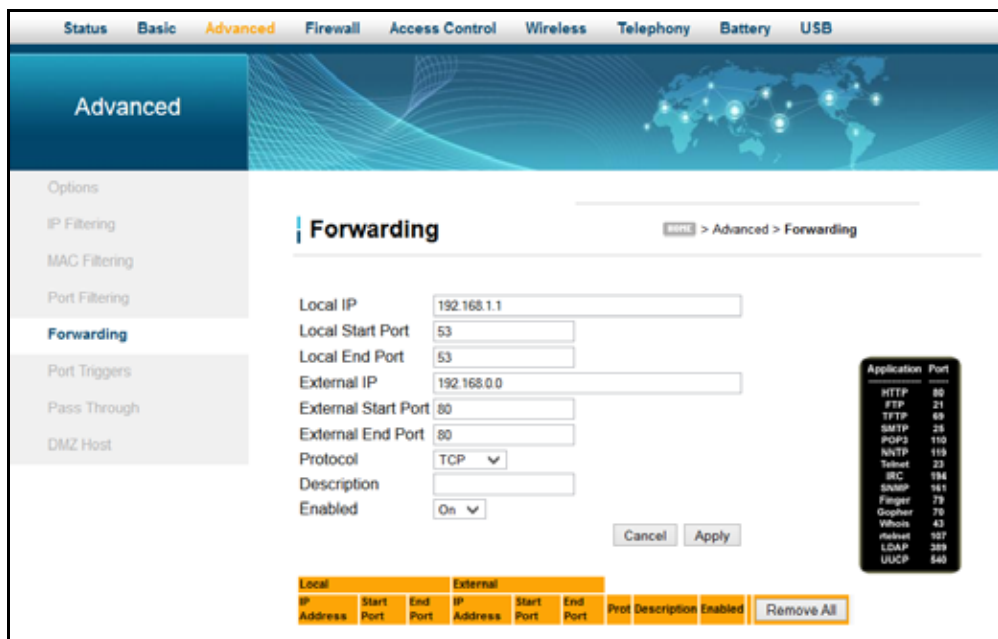 Status Basic Advanced Firewall Access Control Wireless Telephony Battery USB
Advanced
Options
IP Filtering
MAC Filtering
Port Filtering
Forwarding
Port Triggers
Pass Through
DMZ Host
Forwarding
HOME > Advanced > Forwarding
Local IP 192.168.1.1
Local Start Port 53
Local End Port 53
External IP 192.168.0.0
External Start Port 80
External End Port 80
Protocol TCP
Description
Enabled On
Cancel Apply
Application Port
HTTP 80
FTP 21
TFTP 69
SMTP 25
POP3 110
NNTP 119
Telnet 23
IRC 194
SNMP 161
Finger 79
Gopher 70
Whois 43
rtelnet 107
LDAP 389
UUCP 540
Local External
IP Address Start Port End Port IP Address Start Port End Port Prot Description Enabled Remove All